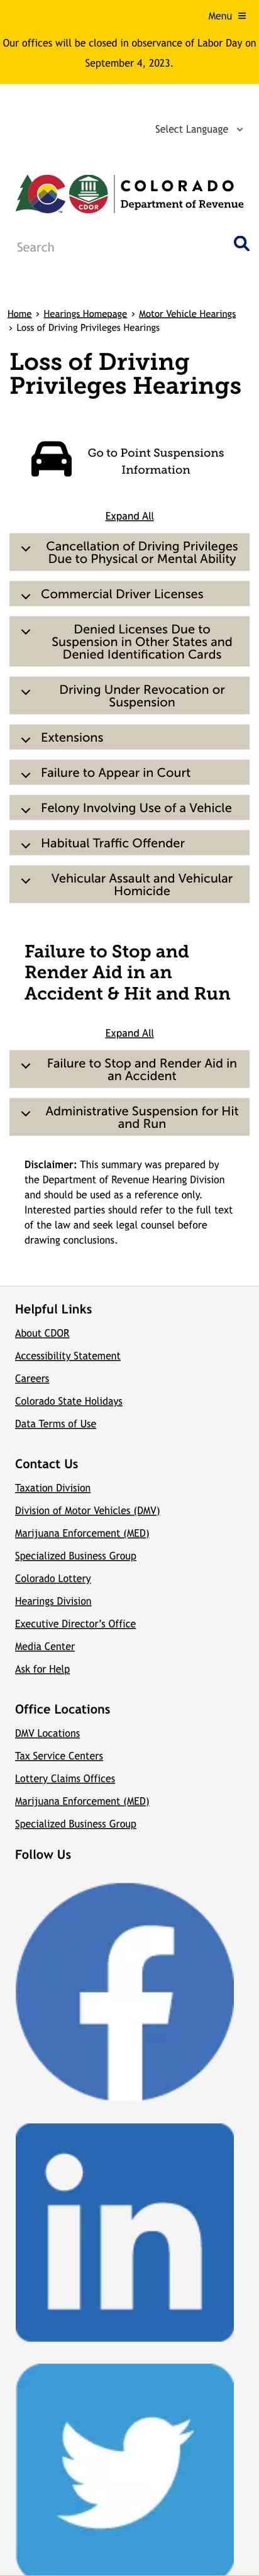 Menu
Our offices will be closed in observance of Labor Day on
September 4, 2023.
Select Language
CDOR
TM
COLORADO
Department of Revenue
Search
Home › Hearings Homepage › Motor Vehicle Hearings
› Loss of Driving Privileges Hearings
Loss of Driving
Privileges Hearings
Go to Point Suspensions
Information
Expand All
Cancellation of Driving Privileges
Due to Physical or Mental Ability
Commercial Driver Licenses
Denied Licenses Due to
Suspension in Other States and
Denied Identification Cards
Driving Under Revocation or
Suspension
Extensions
Failure to Appear in Court
Felony Involving Use of a Vehicle
Habitual Traffic Offender
Vehicular Assault and Vehicular
Homicide
Failure to Stop and
Render Aid in an
Accident & Hit and Run
Expand All
Failure to Stop and Render Aid in
an Accident
Administrative Suspension for Hit
and Run
Disclaimer: This summary was prepared by
the Department of Revenue Hearing Division
and should be used as a reference only.
Interested parties should refer to the full text
of the law and seek legal counsel before
drawing conclusions.
Helpful Links
About CDOR
Accessibility Statement
Careers
Colorado State Holidays
Data Terms of Use
Contact Us
Taxation Division
Division of Motor Vehicles (DMV)
Marijuana Enforcement (MED)
Specialized Business Group
Colorado Lottery
Hearings Division
Executive Director’s Office
Media Center
Ask for Help
Office Locations
DMV Locations
Tax Service Centers
Lottery Claims Offices
Marijuana Enforcement (MED)
Specialized Business Group
Follow Us